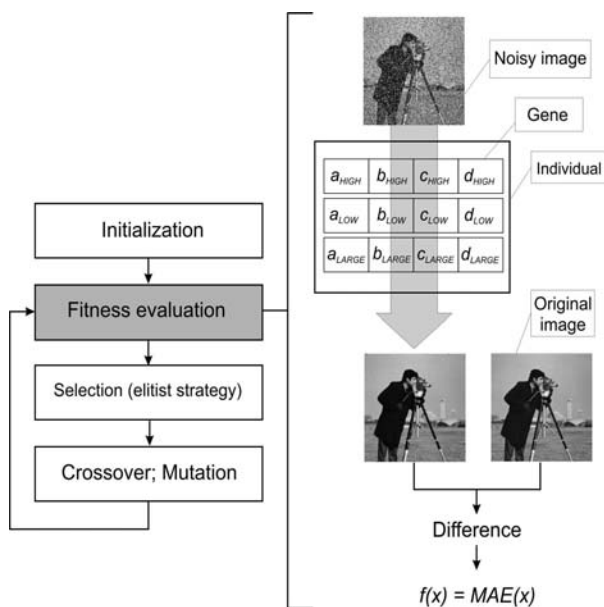 Noisy image
Gene
Individual
a_HIGH b_HIGH c_HIGH d_HIGH
a_LOW b_LOW c_LOW d_LOW
a_LARGE b_LARGE c_LARGE d_LARGE
Initialization
Fitness evaluation
Selection (elitist strategy)
Crossover; Mutation
Original
image
Difference
f(x) = MAE(x)